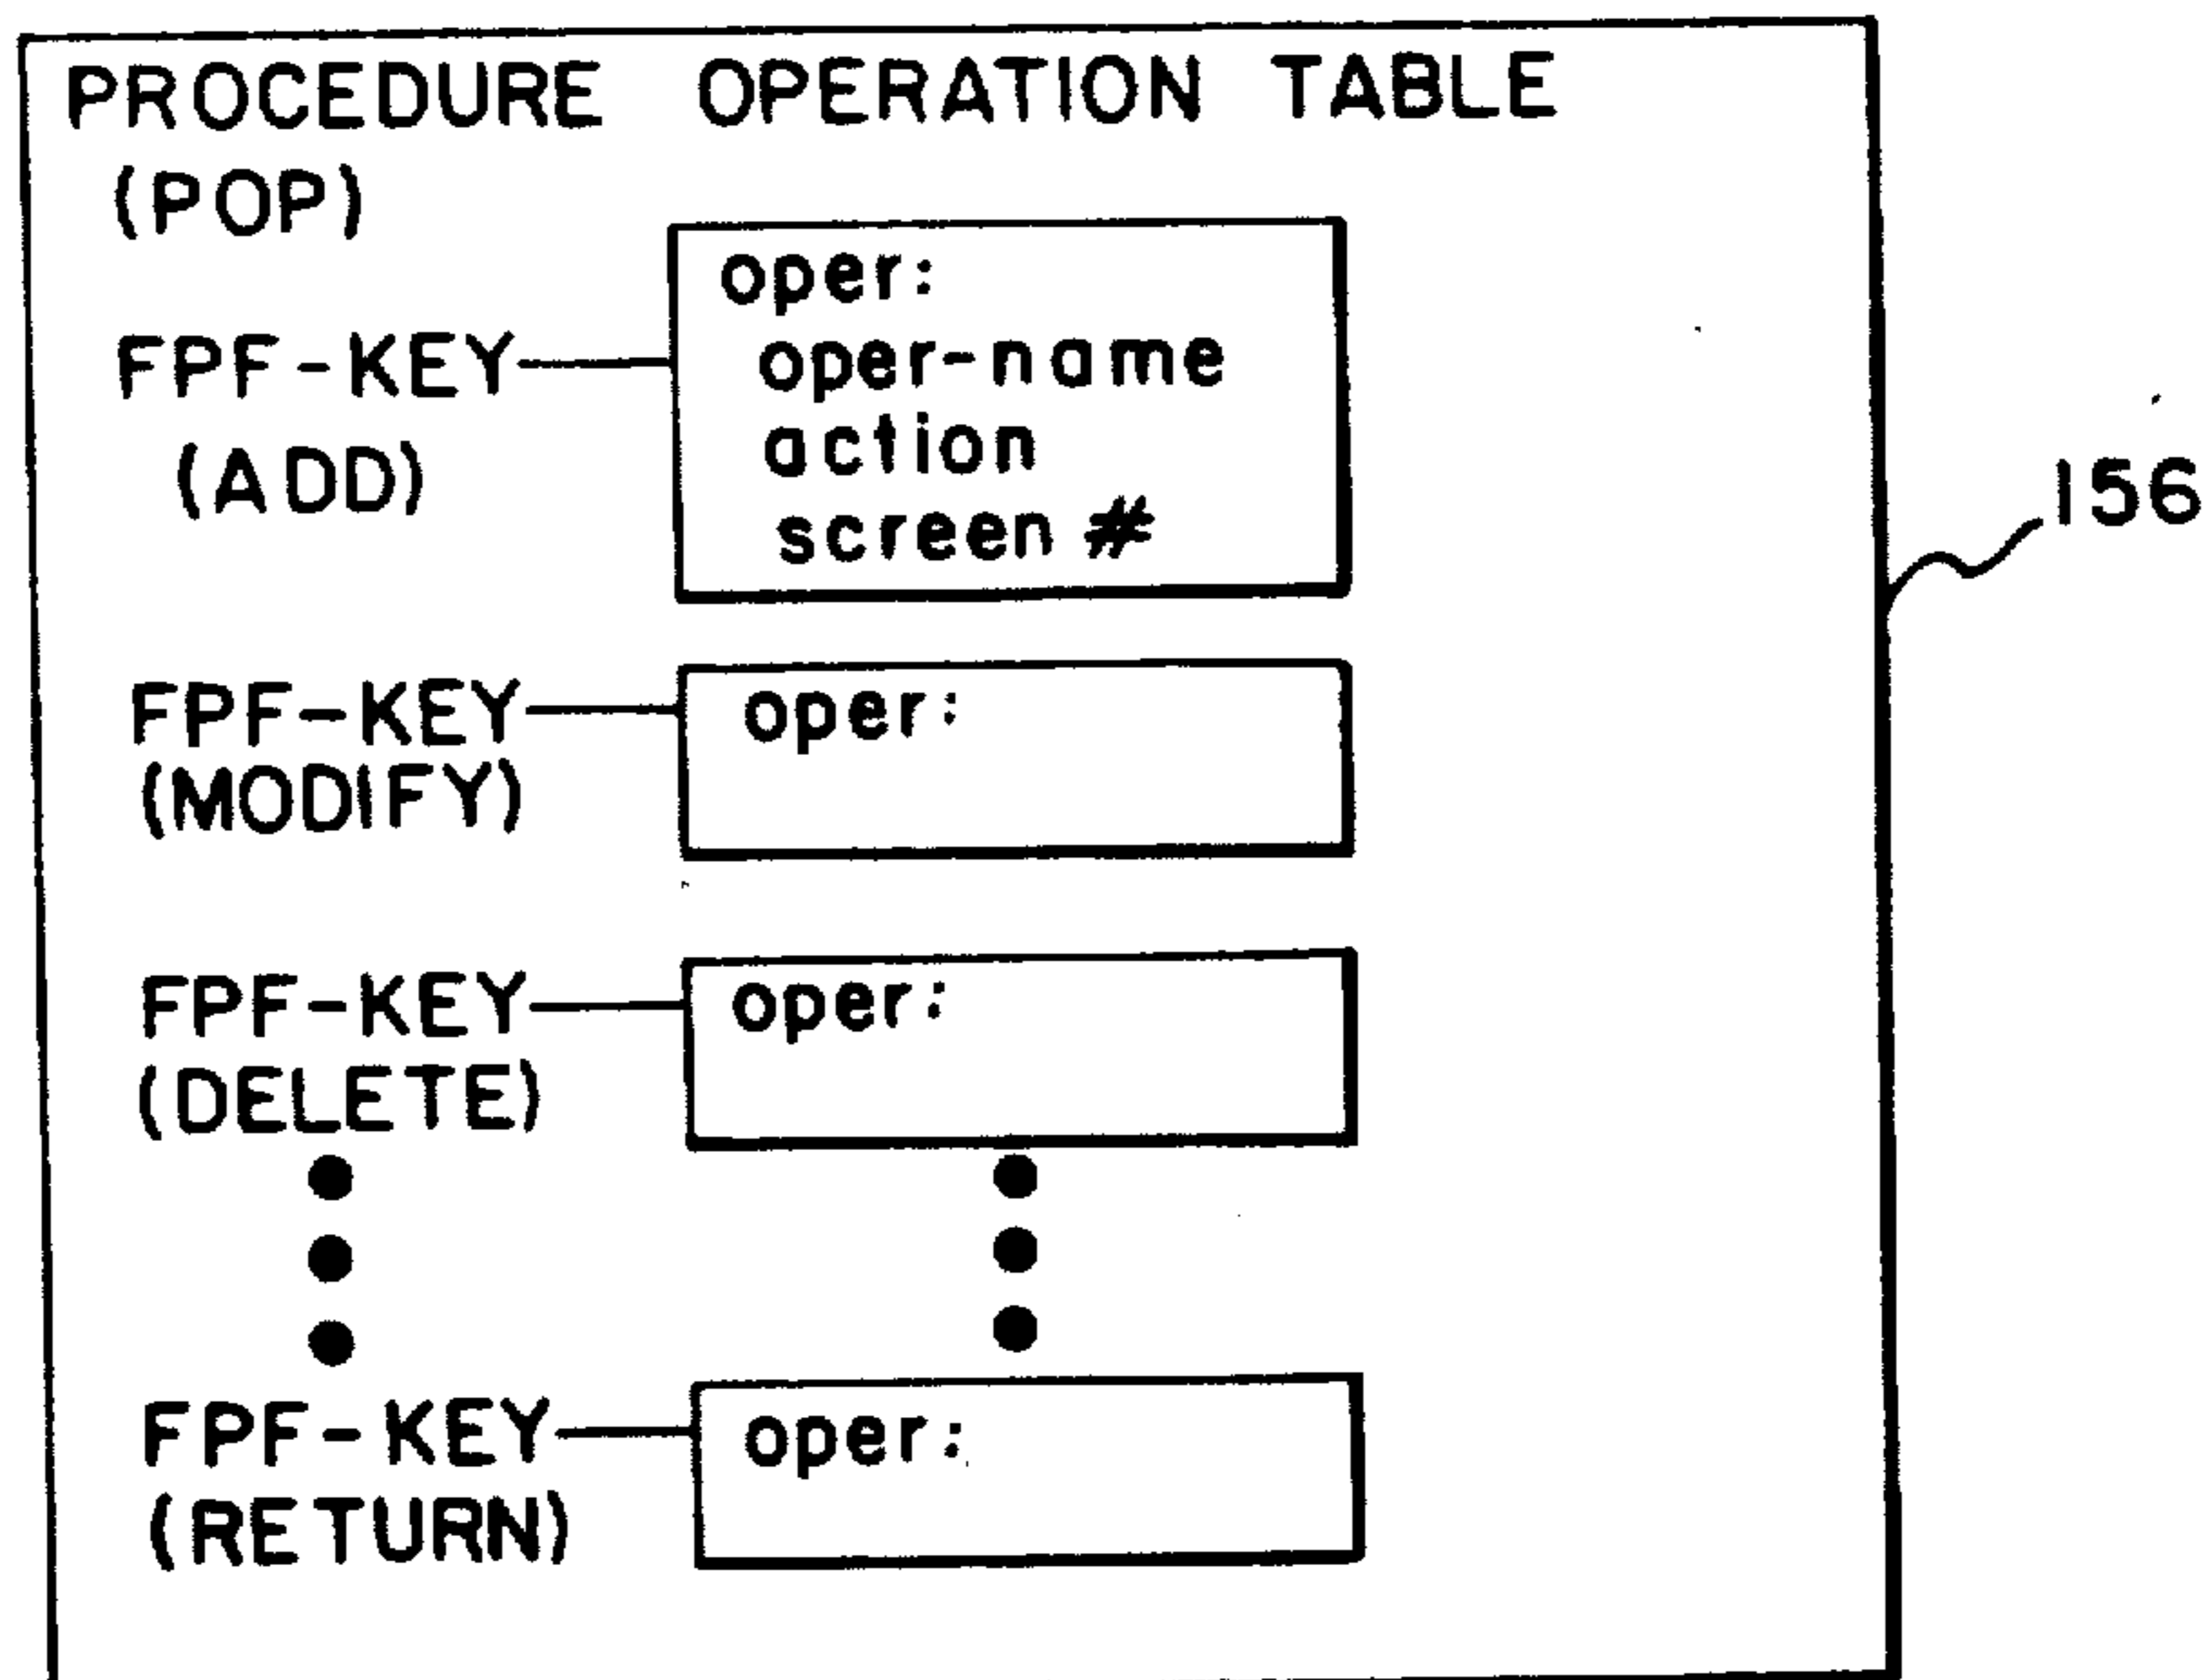 PROCEDURE OPERATION TABLE
(POP)
FPF-KEY
(ADD)
oper:
oper-name
action
screen #
156
FPF-KEY
(MODIFY)
oper:
FPF-KEY
(DELETE)
oper:
FPF-KEY
(RETURN)
oper: